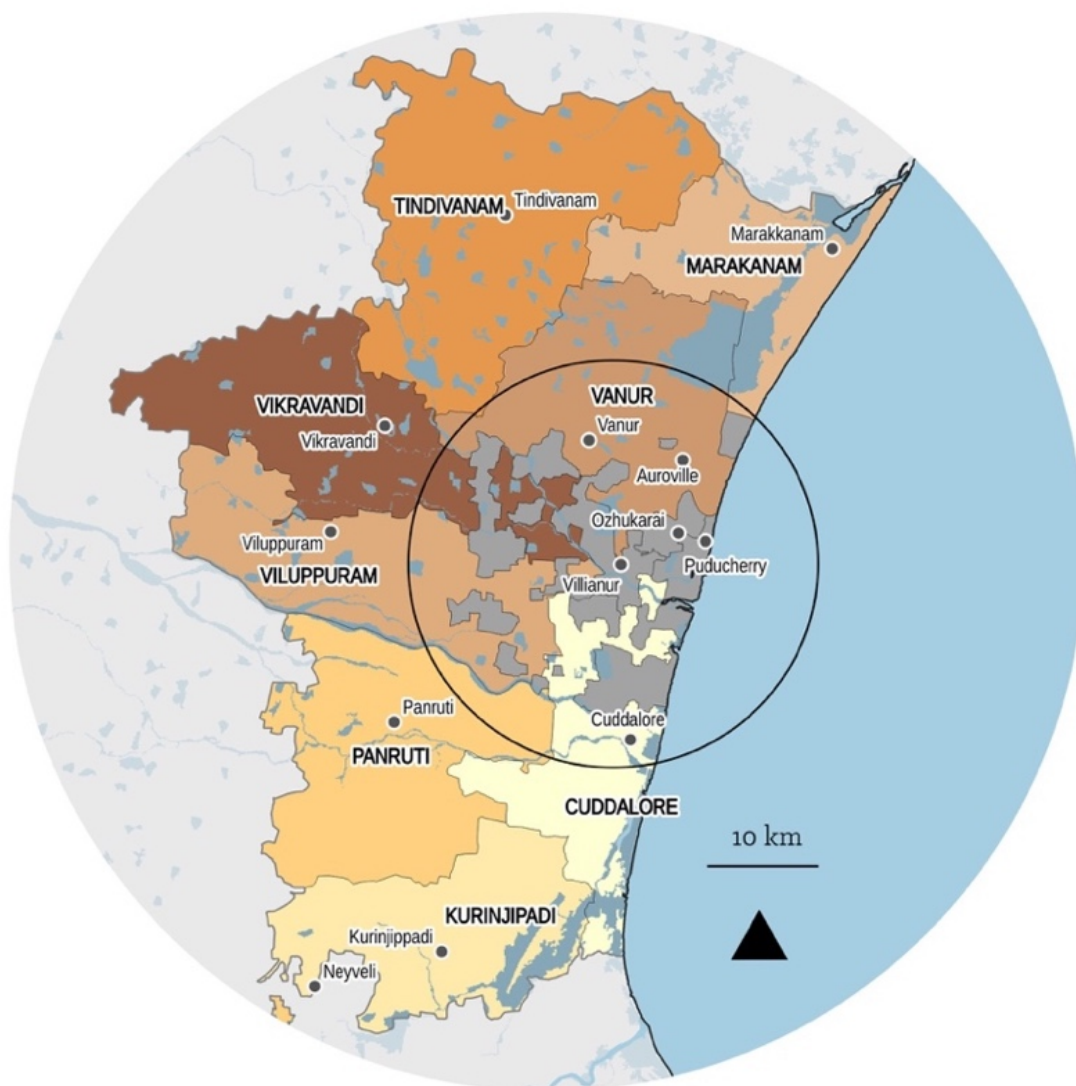 TINDIVANAM
Tindivanam
Marakkanam
MARAKANAM
VIKRAVANDI
Vikravandi
VANUR
Vanur
Auroville
Viluppuram
VILUPPURAM
Ozhukarai
Puducherry
Villianur
Panruti
PANRUTI
Cuddalore
CUDDALORE
10 km
KURINJIPADI
Kurinjippadi
Neyveli